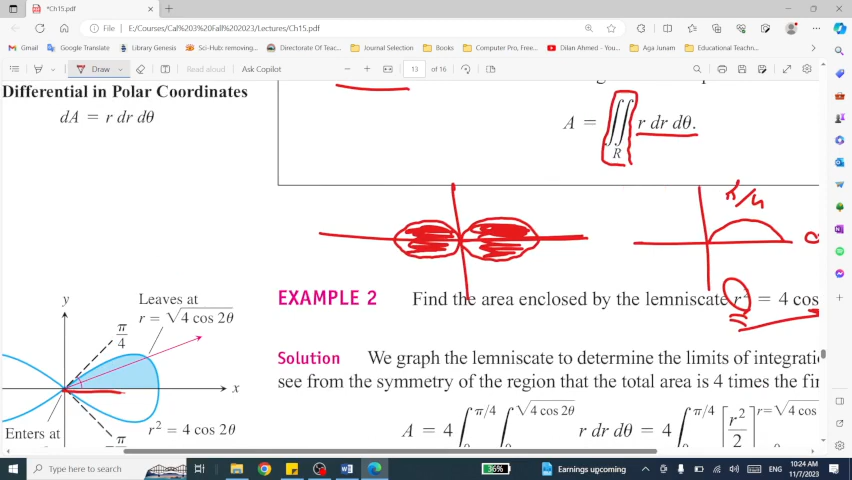 *Ch15.pdf
File | E:/Courses/Cal%203%20Fall%202023/Lectures/Ch15.pdf
Gmail Google Translate Library Genesis Sci-Hub: removing... Directorate Of Teac... Journal Selection Books Computer Pro, Free... Dilan Ahmed - Goo... Aga Junam Educational Teachn...
Draw Read aloud Ask Copilot 13 of 16
Differential in Polar Coordinates
dA = r dr dθ
A = ∬ r dr dθ.
R
π/4
EXAMPLE 2 Find the area enclosed by the lemniscate r² = 4 cos
Solution We graph the lemniscate to determine the limits of integrati
see from the symmetry of the region that the total area is 4 times the fir
A = 4 ∫₀^{π/4} ∫₀^{√4 cos 2θ} r dr dθ = 4 ∫₀^{π/4} [r²/2]^{r=√4 cos
y
Leaves at
r = √4 cos 2θ
π/4
x
r² = 4 cos 2θ
Enters at
Type here to search
36%
Earnings upcoming
ENG
10:24 AM
11/7/2023